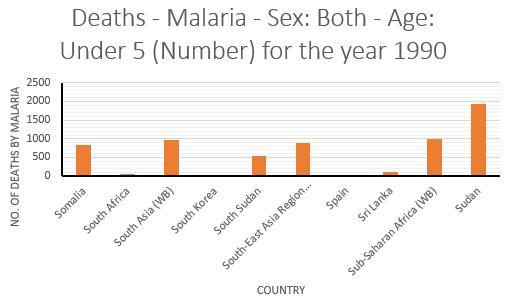 Deaths - Malaria - Sex: Both - Age:
Under 5 (Number) for the year 1990
NO. OF DEATHS BY MALARIA
2500
2000
1500
1000
500
0
Somalia
South Africa
South Asia (WB)
South Korea
South Sudan
South-East Asia Region...
Spain
Sri Lanka
Sub-Saharan Africa (WB)
Sudan
COUNTRY